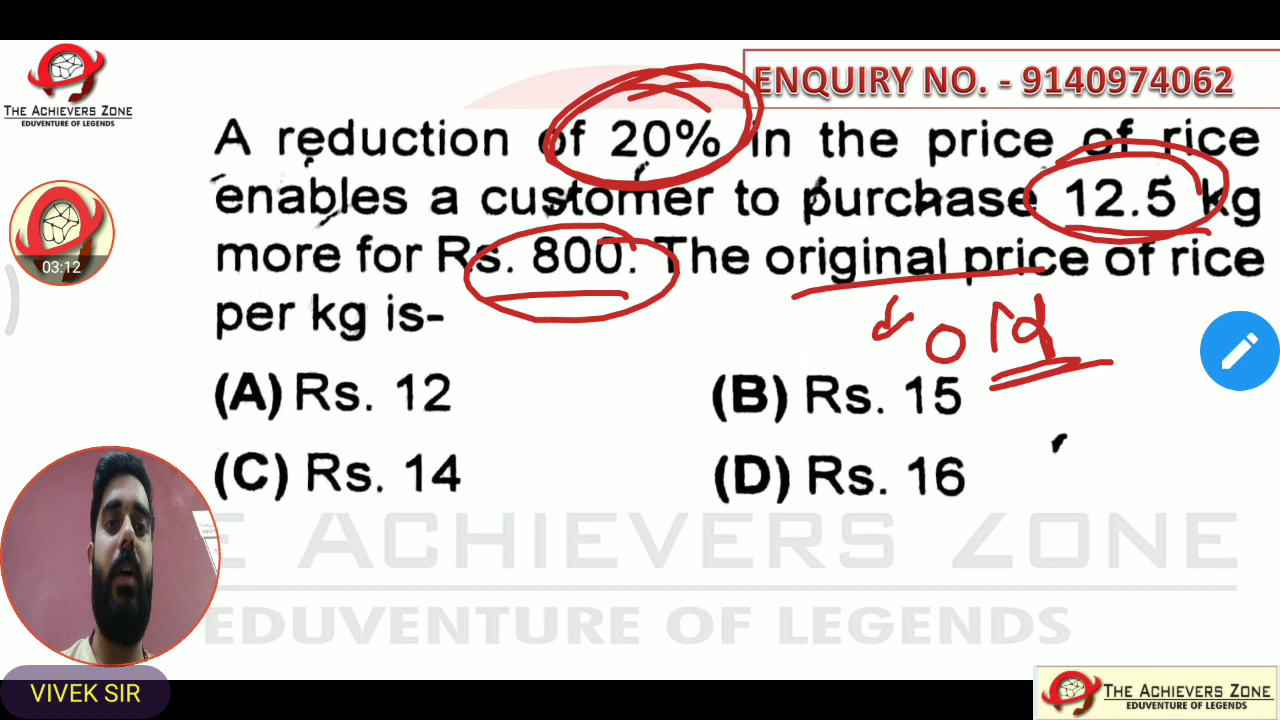 THE ACHIEVERS ZONE
EDUVENTURE OF LEGENDS
ENQUIRY NO. - 9140974062
A reduction of 20% in the price of rice
enables a customer to purchase 12.5 kg
more for Rs. 800. The original price of rice
per kg is-
03:12
(A) Rs. 12
(B) Rs. 15
(C) Rs. 14
(D) Rs. 16
E ACHIEVERS ZONE
EDUVENTURE OF LEGENDS
VIVEK SIR
THE ACHIEVERS ZONE
EDUVENTURE OF LEGENDS